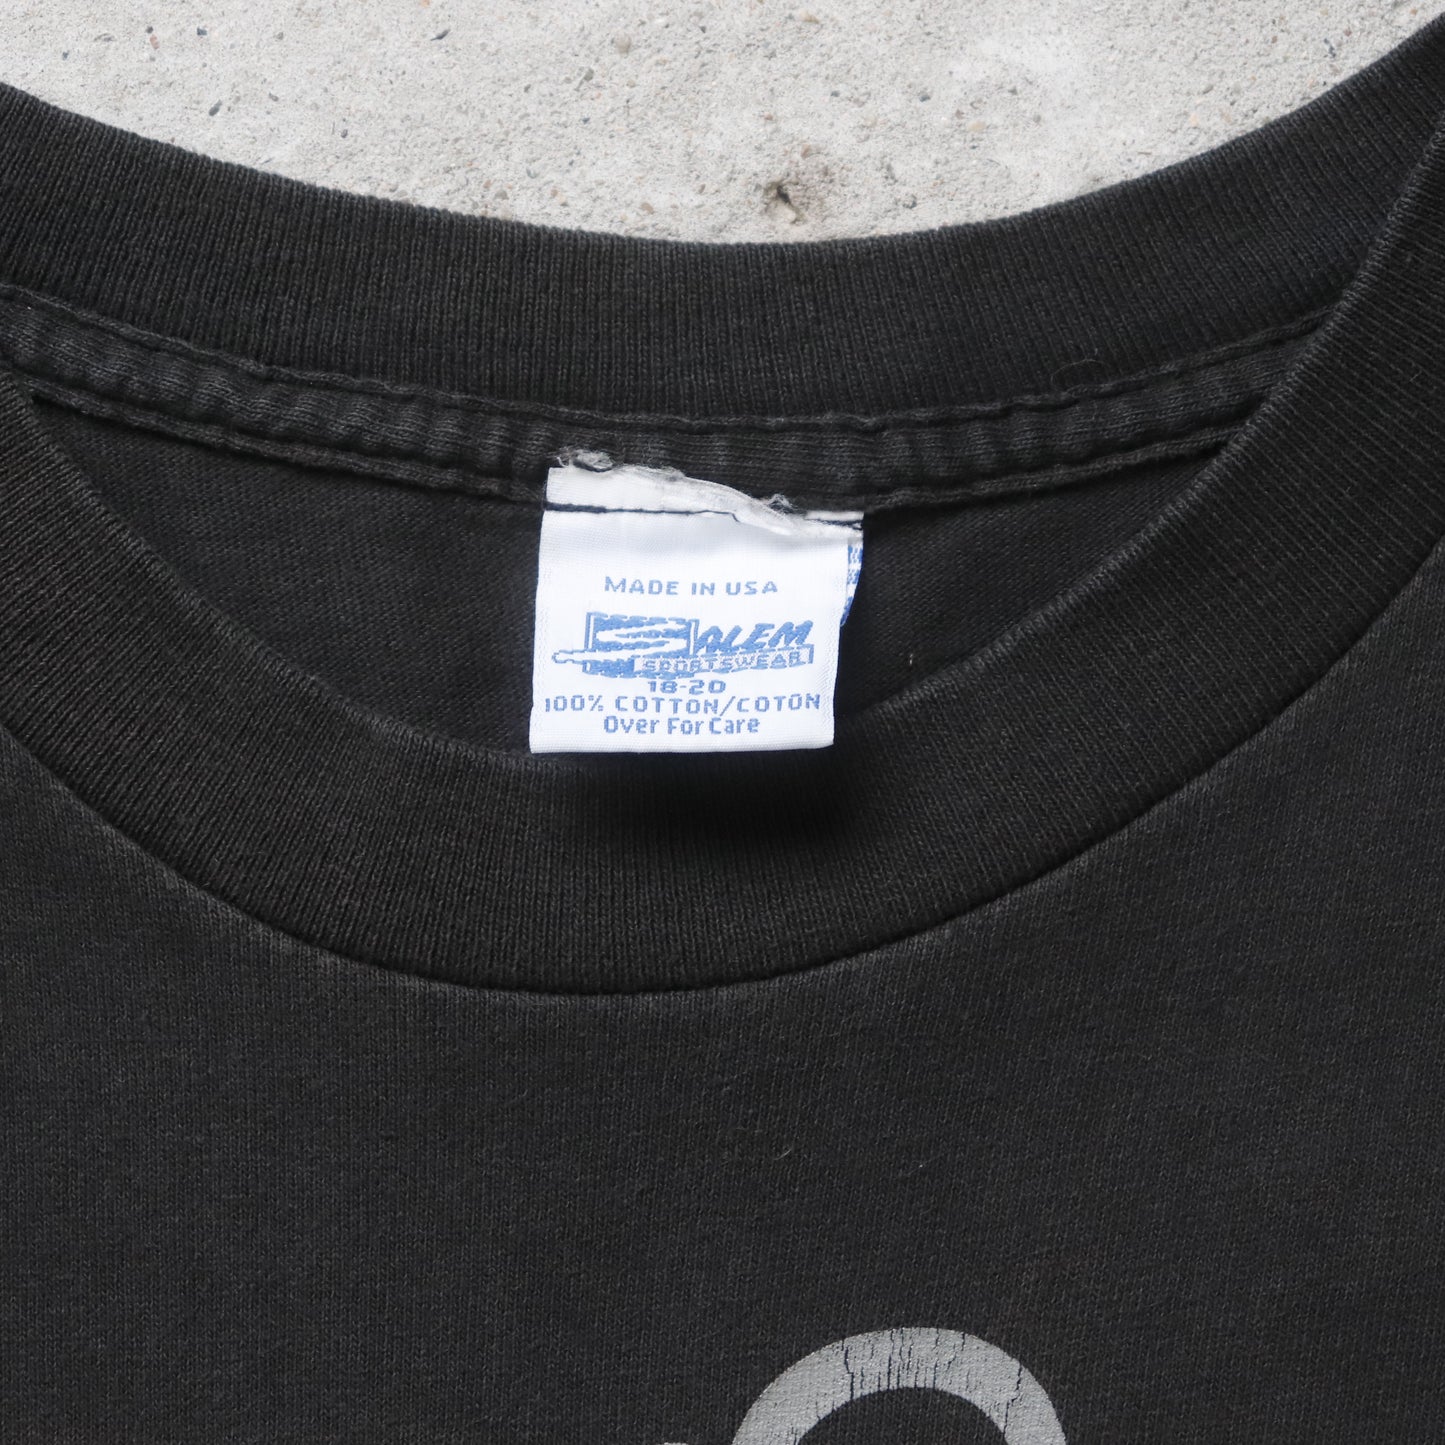 MADE IN USA
SALEM
SPORTSWEAR
18-20
100% COTTON/COTON
Over For Care